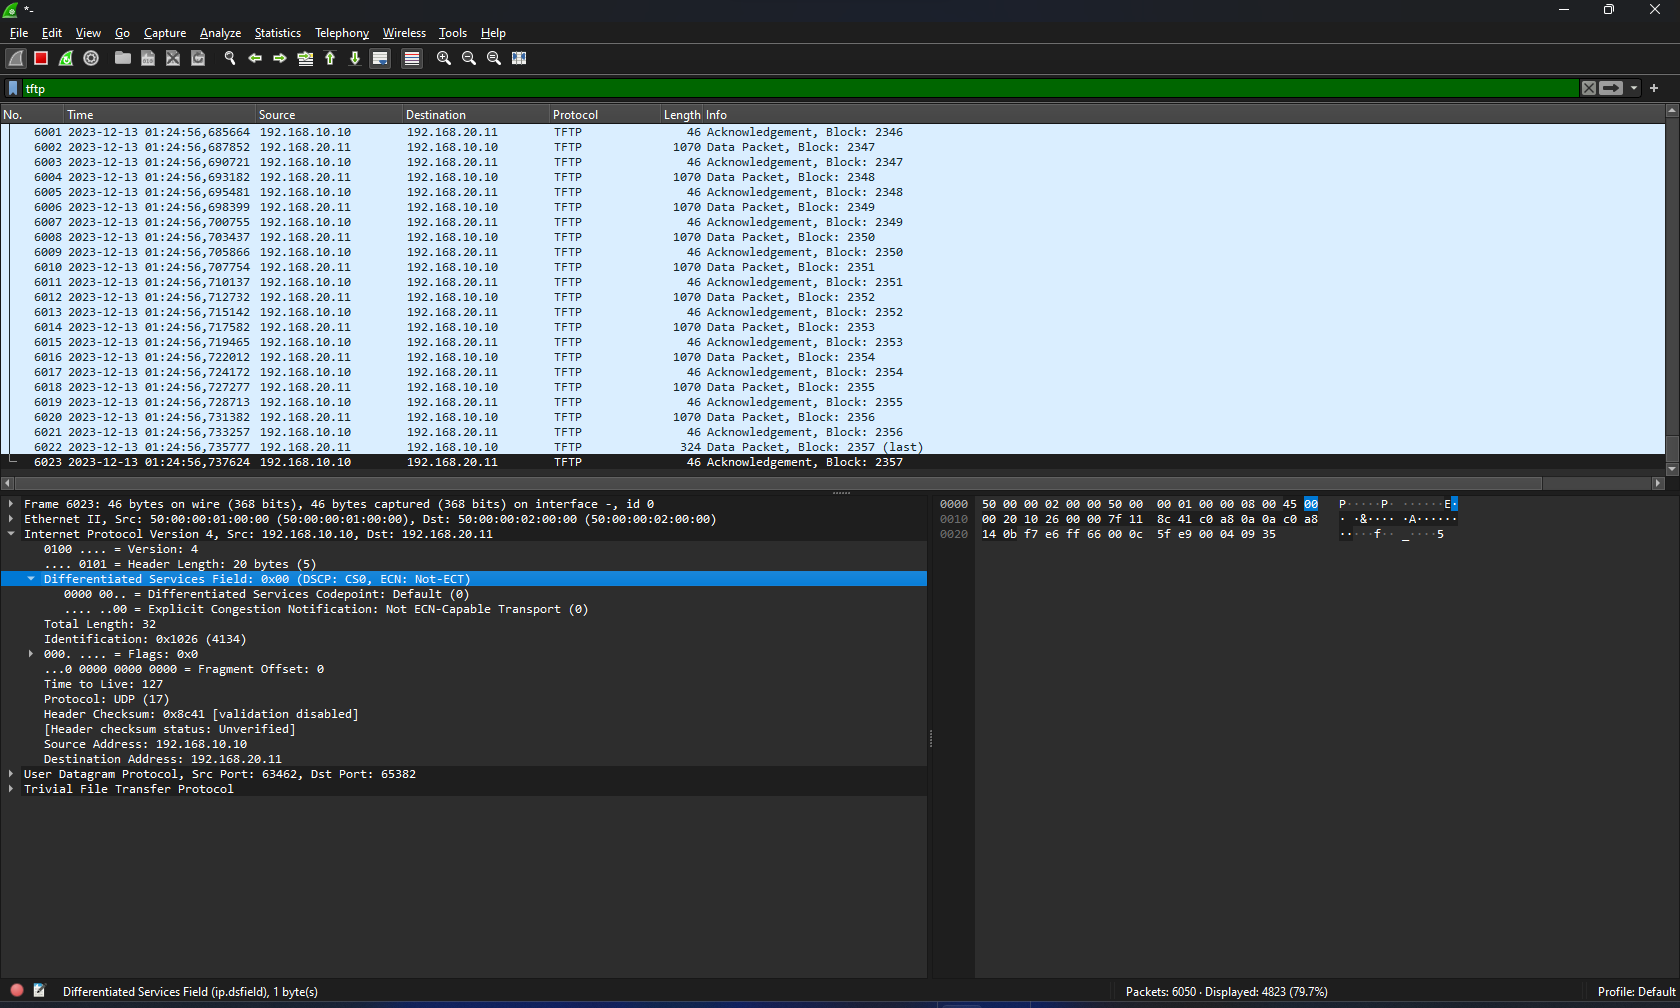 *-
File Edit View Go Capture Analyze Statistics Telephony Wireless Tools Help
tftp
No. Time Source Destination Protocol Length Info
6001 2023-12-13 01:24:56,685664 192.168.10.10 192.168.20.11 TFTP 46 Acknowledgement, Block: 2346
6002 2023-12-13 01:24:56,687852 192.168.20.11 192.168.10.10 TFTP 1070 Data Packet, Block: 2347
6003 2023-12-13 01:24:56,690721 192.168.10.10 192.168.20.11 TFTP 46 Acknowledgement, Block: 2347
6004 2023-12-13 01:24:56,693182 192.168.20.11 192.168.10.10 TFTP 1070 Data Packet, Block: 2348
6005 2023-12-13 01:24:56,695481 192.168.10.10 192.168.20.11 TFTP 46 Acknowledgement, Block: 2348
6006 2023-12-13 01:24:56,698399 192.168.20.11 192.168.10.10 TFTP 1070 Data Packet, Block: 2349
6007 2023-12-13 01:24:56,700755 192.168.10.10 192.168.20.11 TFTP 46 Acknowledgement, Block: 2349
6008 2023-12-13 01:24:56,703437 192.168.20.11 192.168.10.10 TFTP 1070 Data Packet, Block: 2350
6009 2023-12-13 01:24:56,705866 192.168.10.10 192.168.20.11 TFTP 46 Acknowledgement, Block: 2350
6010 2023-12-13 01:24:56,707754 192.168.20.11 192.168.10.10 TFTP 1070 Data Packet, Block: 2351
6011 2023-12-13 01:24:56,710137 192.168.10.10 192.168.20.11 TFTP 46 Acknowledgement, Block: 2351
6012 2023-12-13 01:24:56,712732 192.168.20.11 192.168.10.10 TFTP 1070 Data Packet, Block: 2352
6013 2023-12-13 01:24:56,715142 192.168.10.10 192.168.20.11 TFTP 46 Acknowledgement, Block: 2352
6014 2023-12-13 01:24:56,717582 192.168.20.11 192.168.10.10 TFTP 1070 Data Packet, Block: 2353
6015 2023-12-13 01:24:56,719465 192.168.10.10 192.168.20.11 TFTP 46 Acknowledgement, Block: 2353
6016 2023-12-13 01:24:56,722012 192.168.20.11 192.168.10.10 TFTP 1070 Data Packet, Block: 2354
6017 2023-12-13 01:24:56,724172 192.168.10.10 192.168.20.11 TFTP 46 Acknowledgement, Block: 2354
6018 2023-12-13 01:24:56,727277 192.168.20.11 192.168.10.10 TFTP 1070 Data Packet, Block: 2355
6019 2023-12-13 01:24:56,728713 192.168.10.10 192.168.20.11 TFTP 46 Acknowledgement, Block: 2355
6020 2023-12-13 01:24:56,731382 192.168.20.11 192.168.10.10 TFTP 1070 Data Packet, Block: 2356
6021 2023-12-13 01:24:56,733257 192.168.10.10 192.168.20.11 TFTP 46 Acknowledgement, Block: 2356
6022 2023-12-13 01:24:56,735777 192.168.20.11 192.168.10.10 TFTP 324 Data Packet, Block: 2357 (last)
6023 2023-12-13 01:24:56,737624 192.168.10.10 192.168.20.11 TFTP 46 Acknowledgement, Block: 2357
Frame 6023: 46 bytes on wire (368 bits), 46 bytes captured (368 bits) on interface -, id 0
Ethernet II, Src: 50:00:00:01:00:00 (50:00:00:01:00:00), Dst: 50:00:00:02:00:00 (50:00:00:02:00:00)
Internet Protocol Version 4, Src: 192.168.10.10, Dst: 192.168.20.11
0100 .... = Version: 4
.... 0101 = Header Length: 20 bytes (5)
Differentiated Services Field: 0x00 (DSCP: CS0, ECN: Not-ECT)
0000 00.. = Differentiated Services Codepoint: Default (0)
.... ..00 = Explicit Congestion Notification: Not ECN-Capable Transport (0)
Total Length: 32
Identification: 0x1026 (4134)
000. .... = Flags: 0x0
...0 0000 0000 0000 = Fragment Offset: 0
Time to Live: 127
Protocol: UDP (17)
Header Checksum: 0x8c41 [validation disabled]
[Header checksum status: Unverified]
Source Address: 192.168.10.10
Destination Address: 192.168.20.11
User Datagram Protocol, Src Port: 63462, Dst Port: 65382
Trivial File Transfer Protocol
0000 50 00 00 02 00 00 50 00 00 01 00 00 08 00 45 00 P·····P· ······E·
0010 00 20 10 26 00 00 7f 11 8c 41 c0 a8 0a 0a c0 a8 · ·&···· ·A······
0020 14 0b f7 e6 ff 66 00 0c 5f e9 00 04 09 35 ·····f·· _····5
Differentiated Services Field (ip.dsfield), 1 byte(s)
Packets: 6050 · Displayed: 4823 (79.7%)
Profile: Default